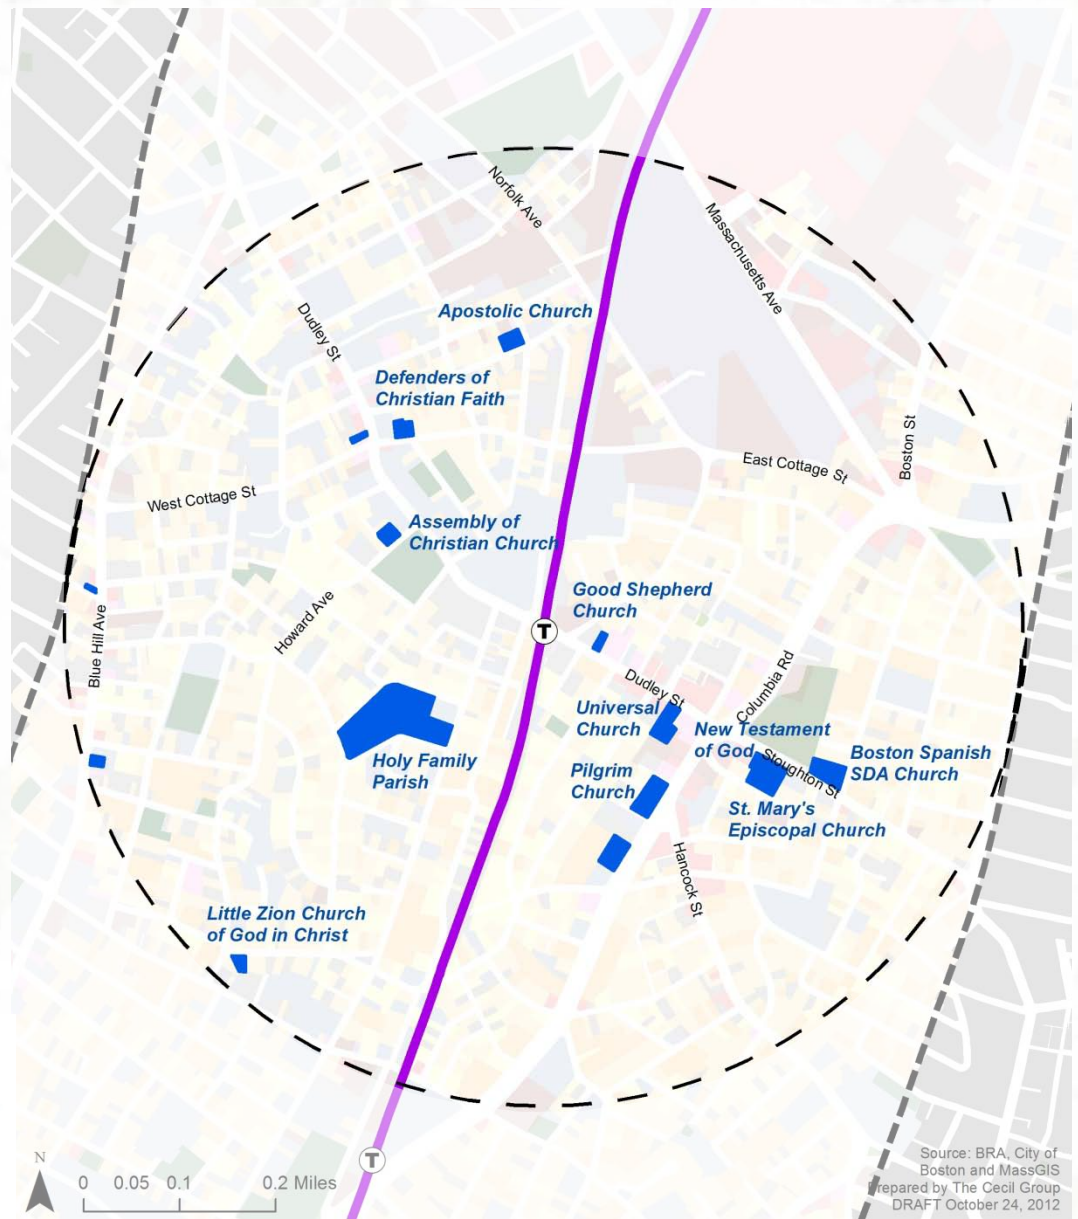 Norfolk Ave
Massachusetts Ave
Dudley St
Apostolic Church
Defenders of
Christian Faith
Boston St
East Cottage St
West Cottage St
Assembly of
Christian Church
Good Shepherd
Church
Howard Ave
Blue Hill Ave
Dudley St
Columbia Rd
Universal
Church
New Testament
of God
Stoughton St
Boston Spanish
SDA Church
Holy Family
Parish
Pilgrim
Church
St. Mary's
Episcopal Church
Hancock St
Little Zion Church
of God in Christ
T
T
N
0 0.05 0.1 0.2 Miles
Source: BRA, City of
Boston and MassGIS
Prepared by The Cecil Group
DRAFT October 24, 2012